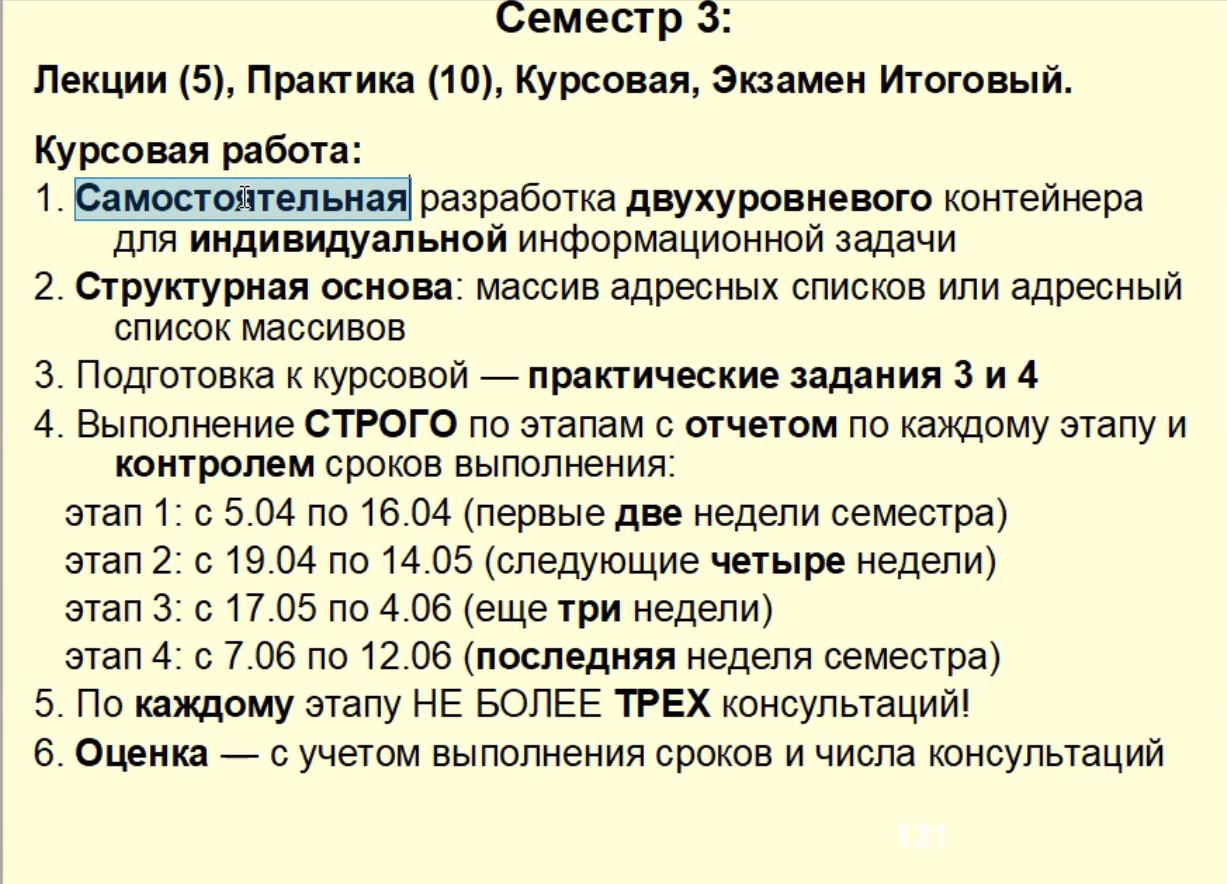 Семестр 3:
Лекции (5), Практика (10), Курсовая, Экзамен Итоговый.
Курсовая работа:
1. Самостоятельная разработка двухуровневого контейнера
для индивидуальной информационной задачи
2. Структурная основа: массив адресных списков или адресный
список массивов
3. Подготовка к курсовой — практические задания 3 и 4
4. Выполнение СТРОГО по этапам с отчетом по каждому этапу и
контролем сроков выполнения:
этап 1: с 5.04 по 16.04 (первые две недели семестра)
этап 2: с 19.04 по 14.05 (следующие четыре недели)
этап 3: с 17.05 по 4.06 (еще три недели)
этап 4: с 7.06 по 12.06 (последняя неделя семестра)
5. По каждому этапу НЕ БОЛЕЕ ТРЕХ консультаций!
6. Оценка — с учетом выполнения сроков и числа консультаций
131